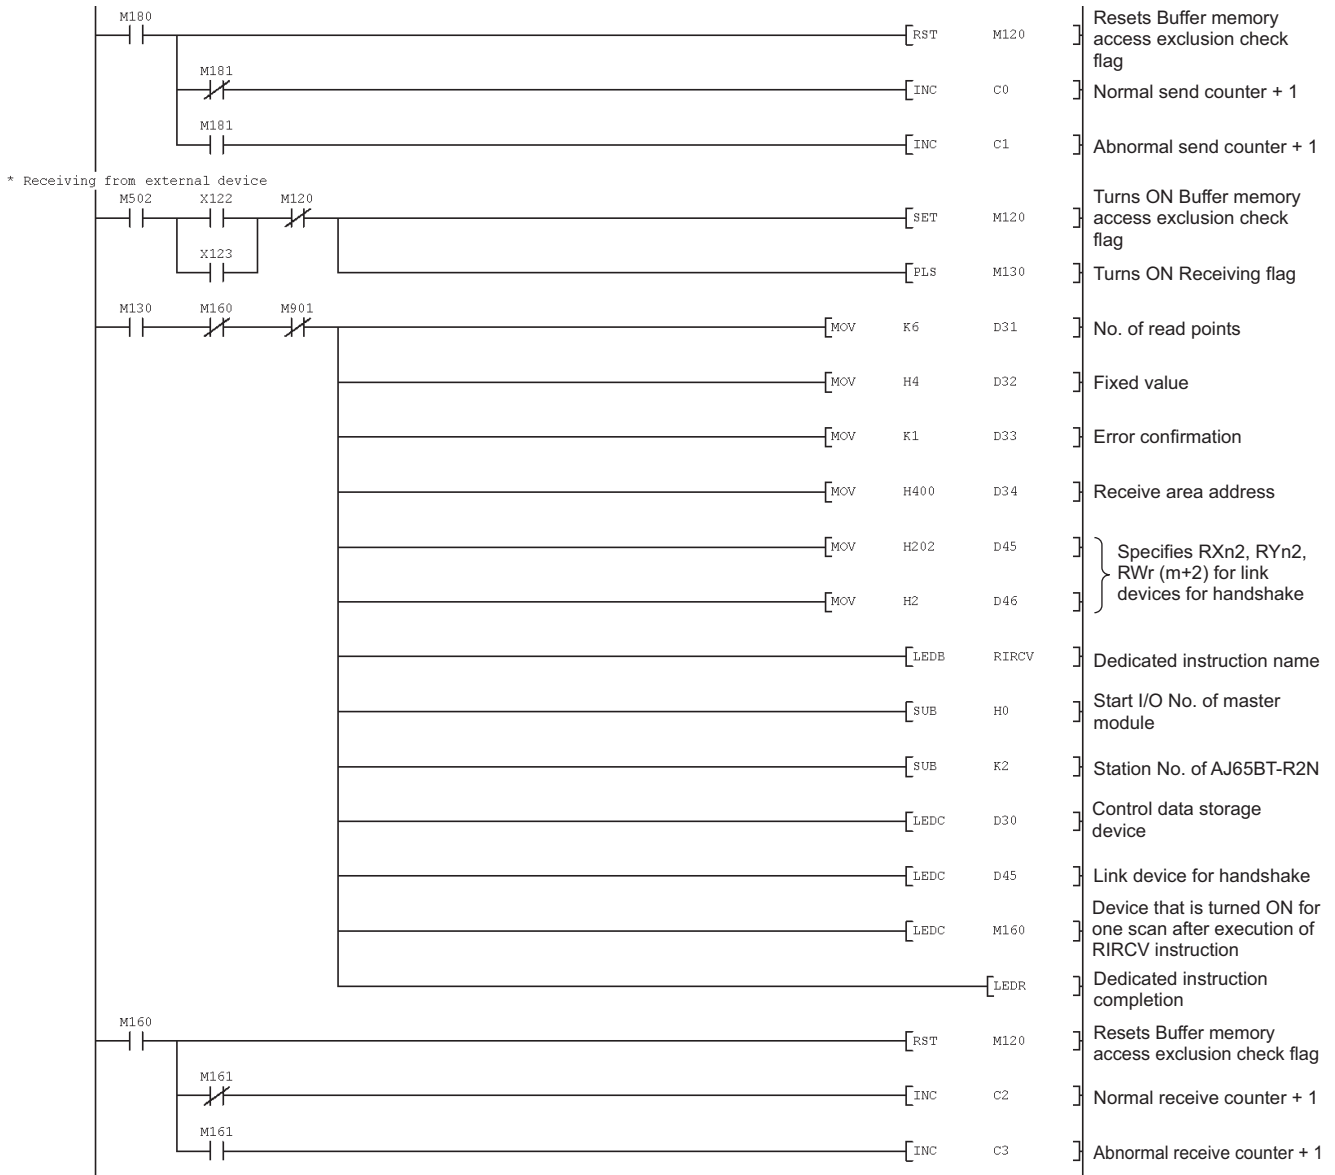 M180
[RST M120]
Resets Buffer memory
access exclusion check
flag
M181
[INC C0]
Normal send counter + 1
M181
[INC C1]
Abnormal send counter + 1
* Receiving from external device
M502 X122 M120
[SET M120]
Turns ON Buffer memory
access exclusion check
flag
X123
[PLS M130]
Turns ON Receiving flag
M130 M160 M901
[MOV K6 D31]
No. of read points
[MOV H4 D32]
Fixed value
[MOV K1 D33]
Error confirmation
[MOV H400 D34]
Receive area address
[MOV H202 D45]
[MOV H2 D46]
Specifies RXn2, RYn2,
RWr (m+2) for link
devices for handshake
[LEDB RIRCV]
Dedicated instruction name
[SUB H0]
Start I/O No. of master
module
[SUB K2]
Station No. of AJ65BT-R2N
[LEDC D30]
Control data storage
device
[LEDC D45]
Link device for handshake
[LEDC M160]
Device that is turned ON for
one scan after execution of
RIRCV instruction
[LEDR]
Dedicated instruction
completion
M160
[RST M120]
Resets Buffer memory
access exclusion check flag
M161
[INC C2]
Normal receive counter + 1
M161
[INC C3]
Abnormal receive counter + 1